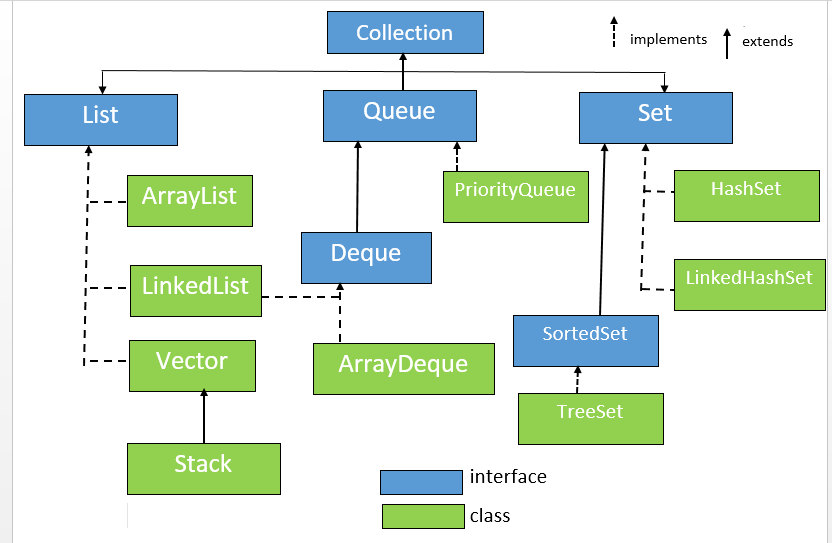 Collection
implements
extends
List
Queue
Set
ArrayList
PriorityQueue
HashSet
Deque
LinkedList
LinkedHashSet
SortedSet
Vector
ArrayDeque
TreeSet
Stack
interface
class